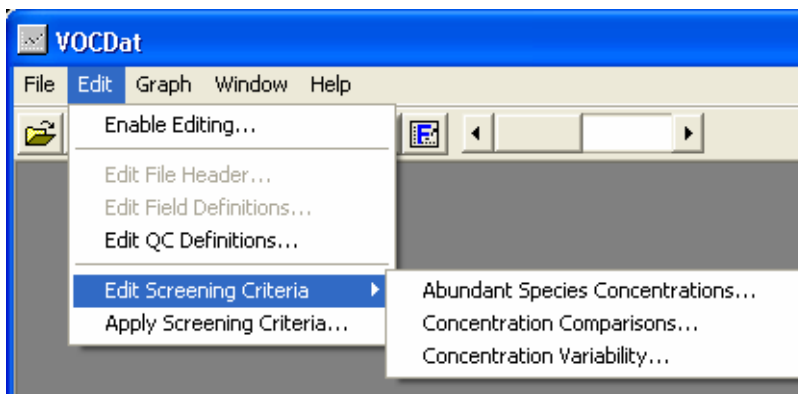 VOCDat
File Edit Graph Window Help
Enable Editing...
F
Edit File Header...
Edit Field Definitions...
Edit QC Definitions...
Edit Screening Criteria
Abundant Species Concentrations...
Apply Screening Criteria...
Concentration Comparisons...
Concentration Variability...